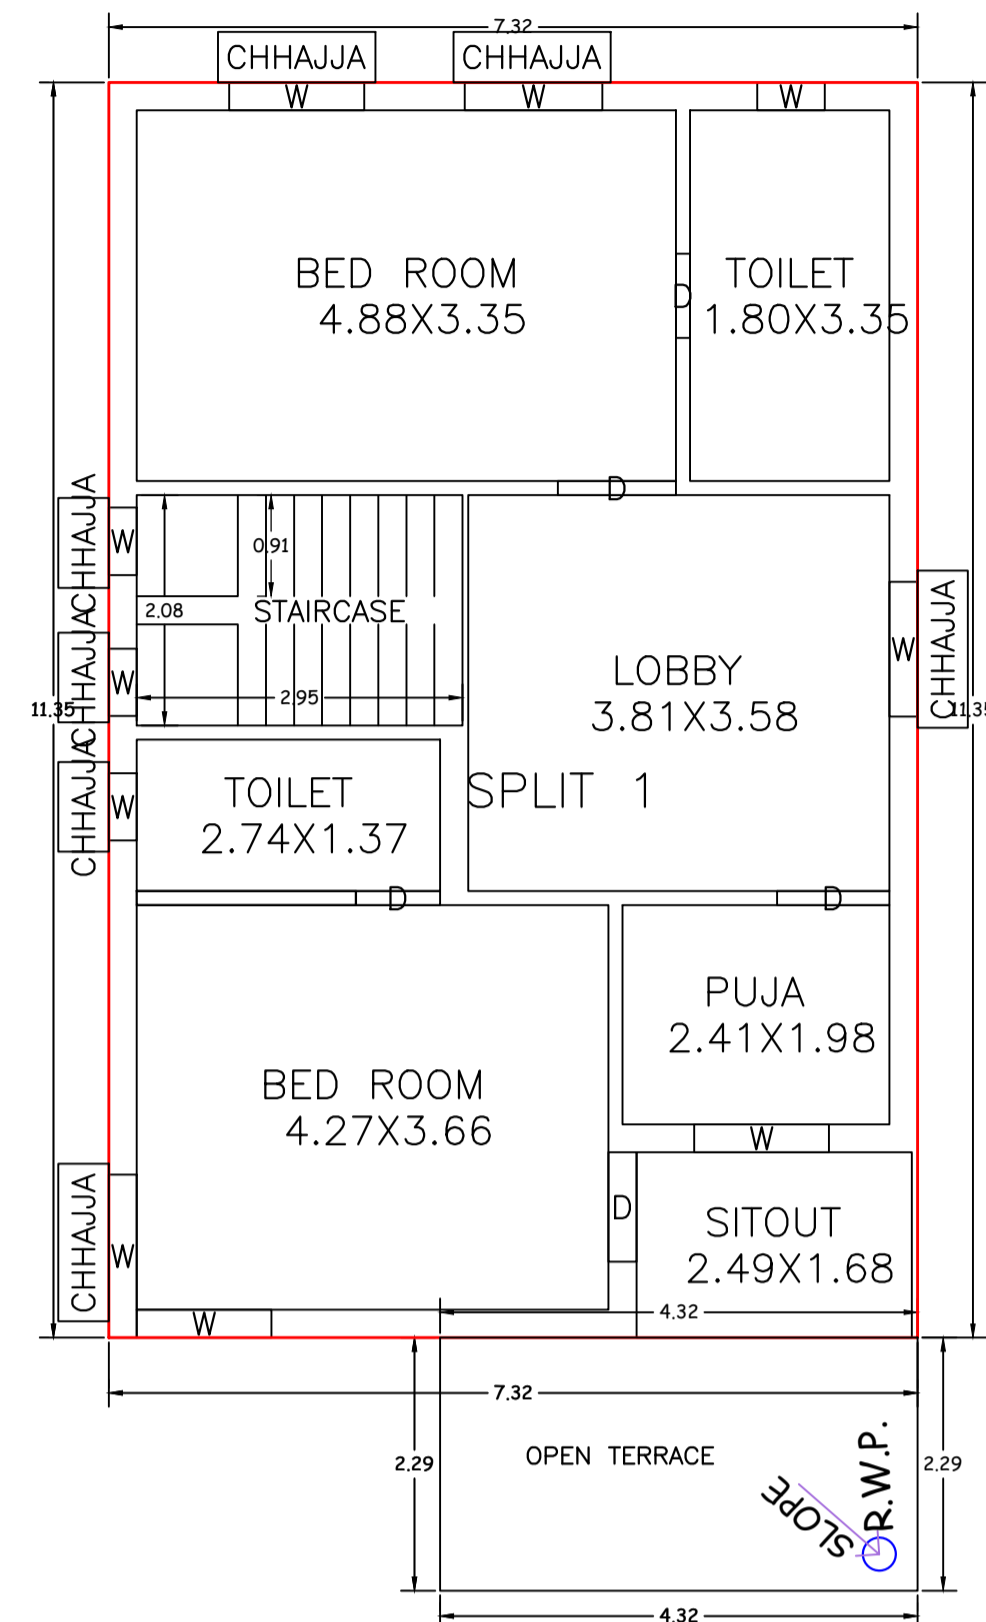 7.32
CHHAJJA CHHAJJA
W W W
BED ROOM
4.88X3.35
TOILET
1.80X3.35
D
D
CHHAJJA
W
0.91
2.08
STAIRCASE
CHHAJJA
W
2.95
11.35
LOBBY
3.81X3.58
W
CHHAJJA
11.35
SPLIT 1
CHHAJJA
W
TOILET
2.74X1.37
D
D
PUJA
2.41X1.98
BED ROOM
4.27X3.66
W
D
SITOUT
2.49X1.68
CHHAJJA
W
W
4.32
7.32
2.29
OPEN TERRACE
SLOPE
R.W.P.
2.29
4.32